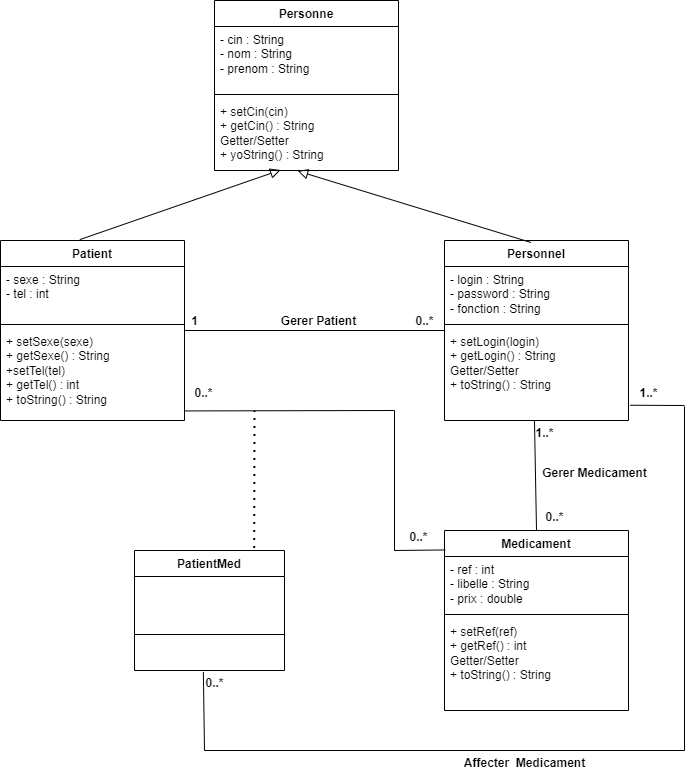 Personne
- cin : String
- nom : String
- prenom : String
+ setCin(cin)
+ getCin() : String
Getter/Setter
+ yoString() : String
Patient
- sexe : String
- tel : int
+ setSexe(sexe)
+ getSexe() : String
+setTel(tel)
+ getTel() : int
+ toString() : String
1
Gerer Patient
0..*
Personnel
- login : String
- password : String
- fonction : String
+ setLogin(login)
+ getLogin() : String
Getter/Setter
+ toString() : String
0..*
1..*
1..*
Gerer Medicament
0..*
0..*
PatientMed
Medicament
- ref : int
- libelle : String
- prix : double
+ setRef(ref)
+ getRef() : int
Getter/Setter
+ toString() : String
0..*
Affecter Medicament